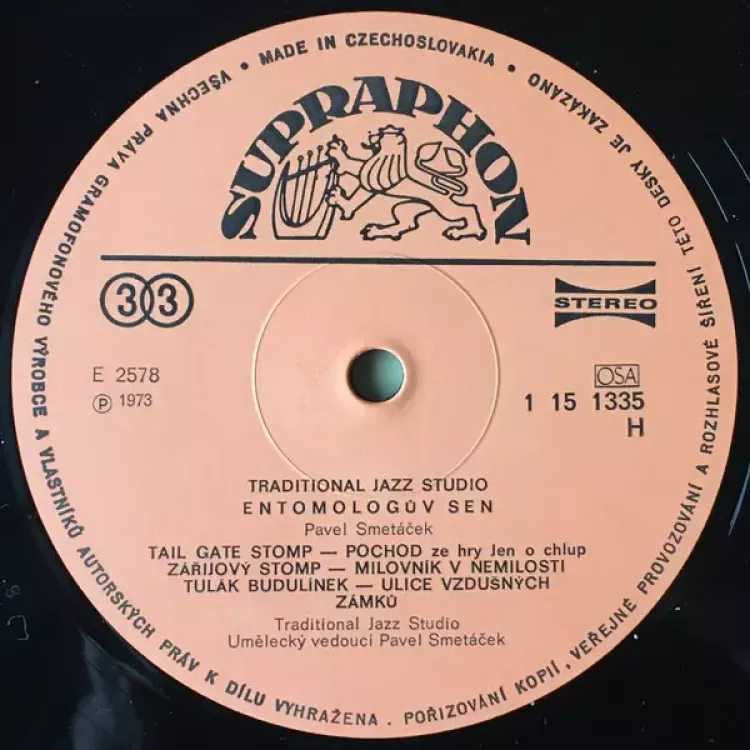 VŠECHNA PRÁVA GRAMOFONOVÉHO VÝROBCE A VLASTNÍKŮ AUTORSKÝCH PRÁV K DÍLU VYHRAŽENA . POŘIZOVÁNÍ KOPIÍ, VEŘEJNÉ PROVOZOVÁNÍ A ROZHLASOVÉ ŠÍŘENÍ TÉTO DESKY JE ZAKÁZÁNO
• MADE IN CZECHOSLOVAKIA •
SUPRAPHON
33
STEREO
E 2578
Ⓟ 1973
OSA
1 15 1335
H
TRADITIONAL JAZZ STUDIO
ENTOMOLOGŮV SEN
Pavel Smetáček
TAIL GATE STOMP — POCHOD ze hry Jen o chlup
ZÁŘIJOVÝ STOMP — MILOVNÍK V NEMILOSTI
TULÁK BUDULÍNEK — ULICE VZDUŠNÝCH
ZÁMKŮ
Traditional Jazz Studio
Umělecký vedoucí Pavel Smetáček